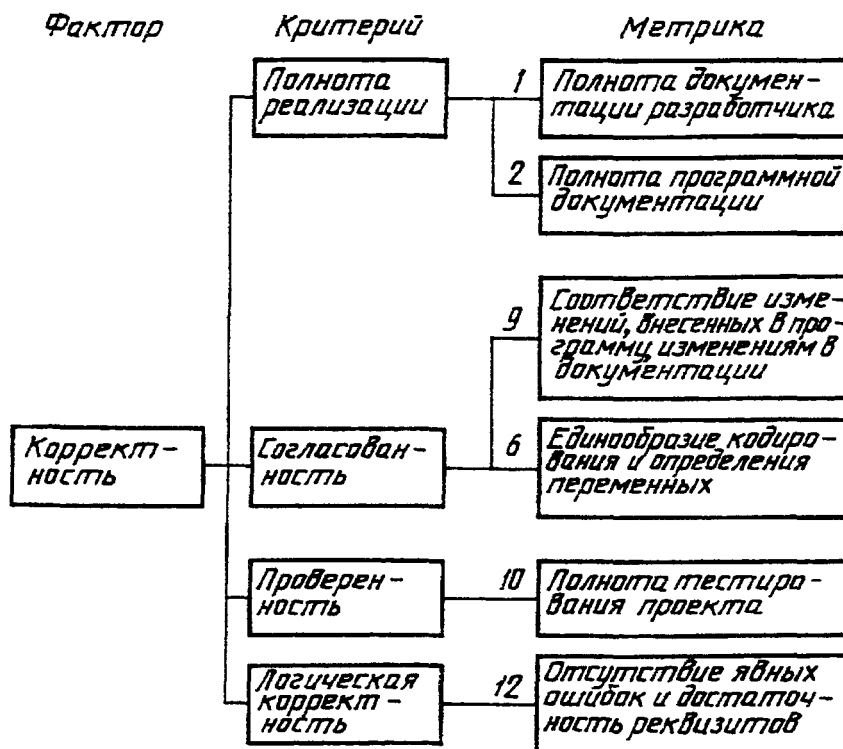 Фактор
Критерий
Метрика
Полнота
реализации
1
Полнота докумен-
тации разработчика
2
Полнота программной
документации
9
Соответствие изме-
нений, внесенных в про-
грамму, изменениям в
документации
Коррект-
ность
Согласован-
ность
6
Единообразие кодиро-
вания и определения
переменных
Проверен-
ность
10
Полнота тестиро-
вания проекта
Логическая
коррект-
ность
12
Отсутствие явных
ошибок и достаточ-
ность реквизитов